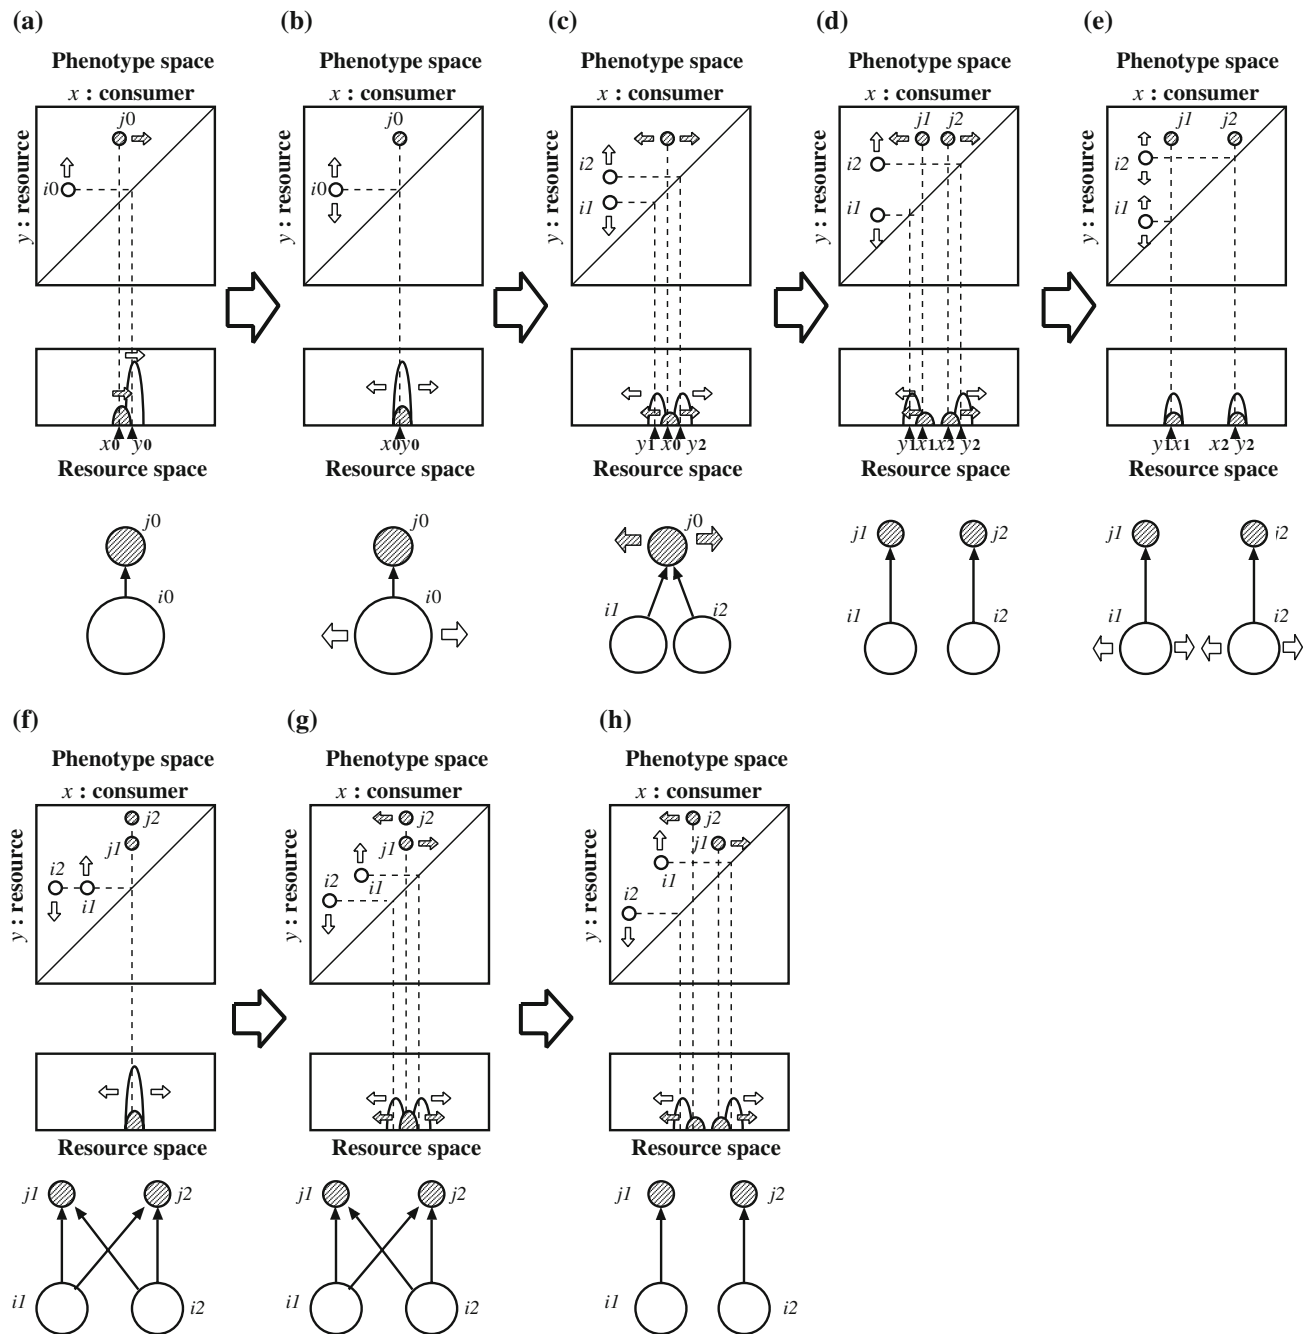 (a)
Phenotype space
x : consumer
y : resource
j0
i0
x0 y0
Resource space
j0
i0
(b)
Phenotype space
x : consumer
y : resource
j0
i0
x0y0
Resource space
j0
i0
(c)
Phenotype space
x : consumer
y : resource
j0
i2
i1
y1 x0 y2
Resource space
j0
i1 i2
(d)
Phenotype space
x : consumer
y : resource
j1 j2
i2
i1
y1x1x2 y2
Resource space
j1 j2
i1 i2
(e)
Phenotype space
x : consumer
y : resource
j1 j2
i2
i1
y1x1 x2 y2
Resource space
j1 j2
i1 i2
(f)
Phenotype space
x : consumer
y : resource
j2
j1
i2
i1
Resource space
j1 j2
i1 i2
(g)
Phenotype space
x : consumer
y : resource
j2
j1
i2
i1
Resource space
j1 j2
i1 i2
(h)
Phenotype space
x : consumer
y : resource
j2
j1
i1
i2
Resource space
j1 j2
i1 i2